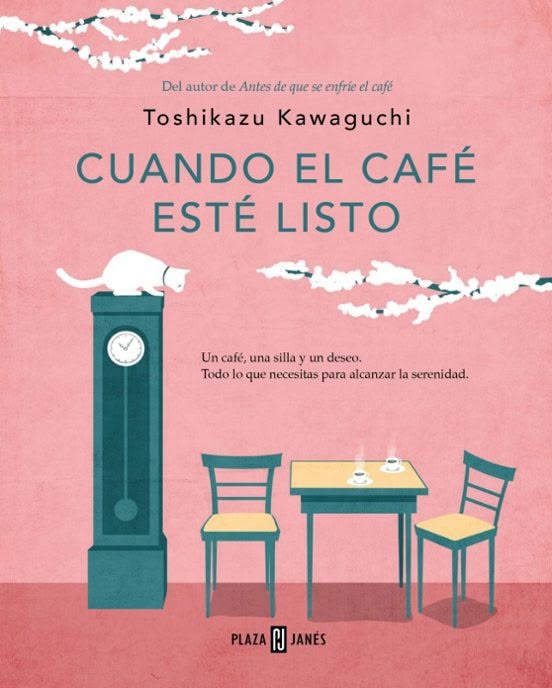 Del autor de Antes de que se enfríe el café
Toshikazu Kawaguchi
CUANDO EL CAFÉ
ESTÉ LISTO
Un café, una silla y un deseo.
Todo lo que necesitas para alcanzar la serenidad.
PLAZA PJ JANÉS